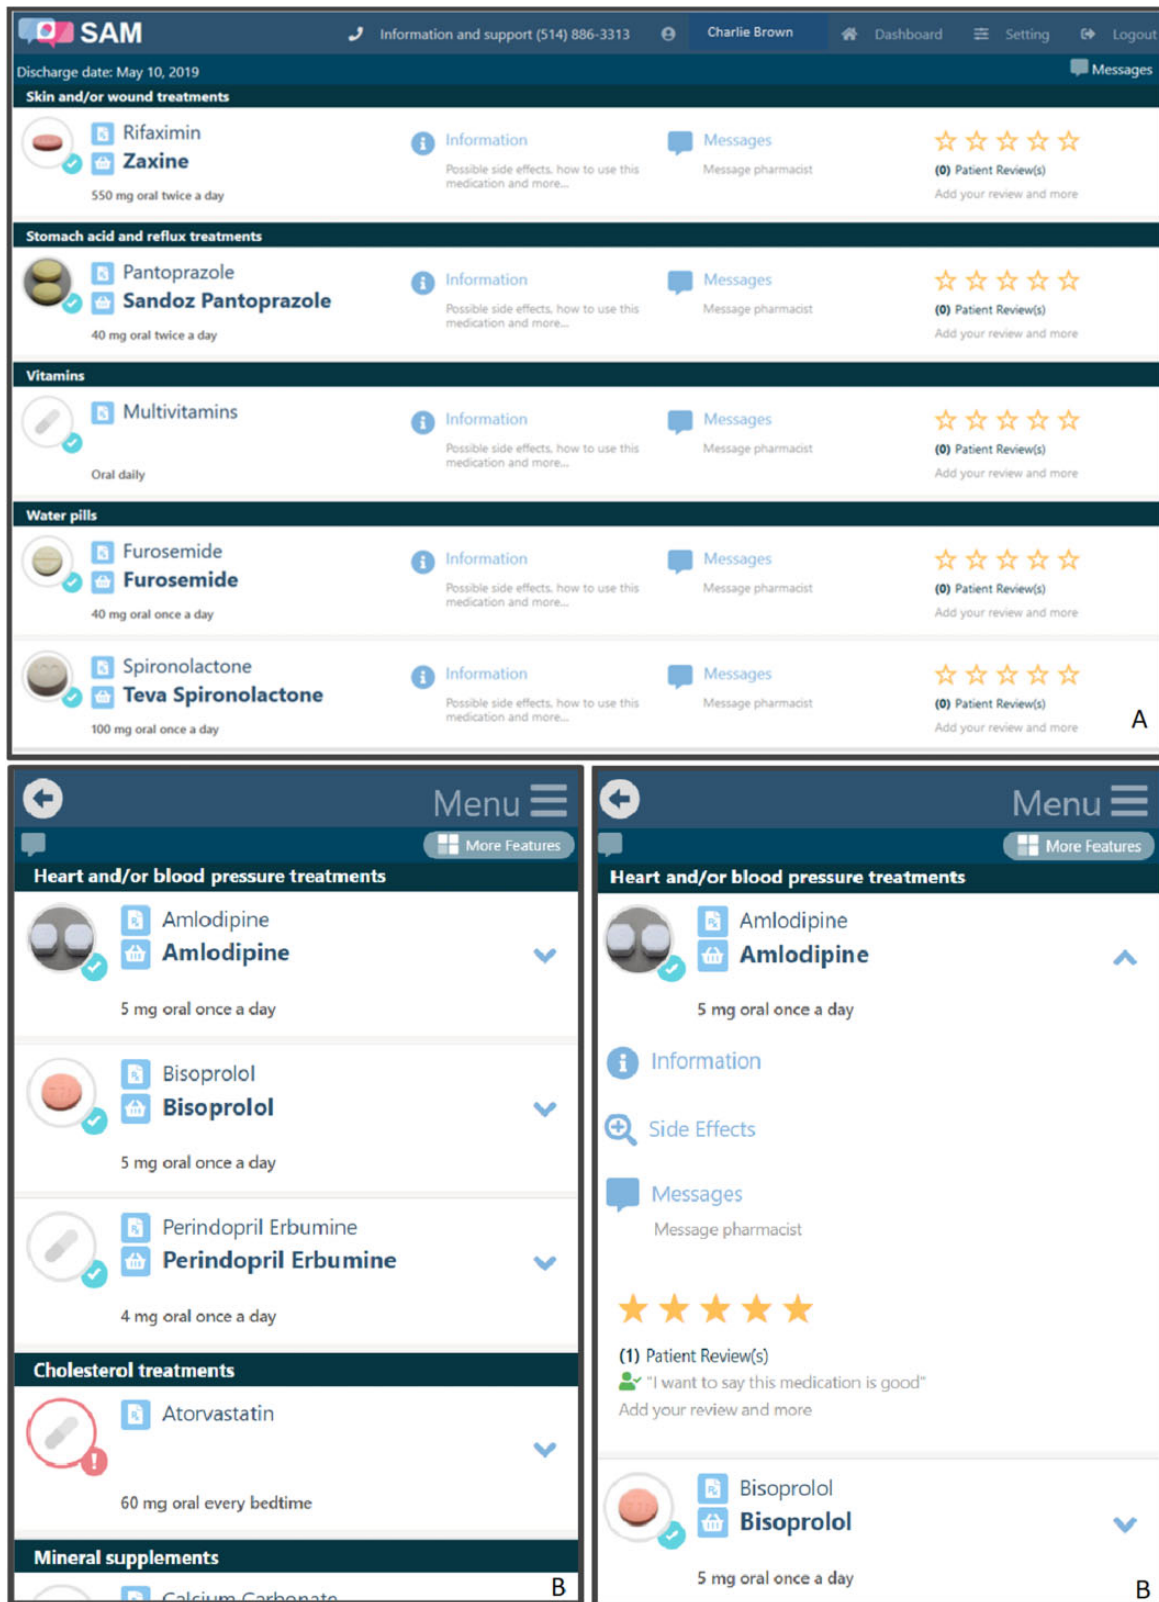 SAM
Information and support (514) 886-3313
Charlie Brown
Dashboard
Setting
Logout
Discharge date: May 10, 2019
Messages
Skin and/or wound treatments
Rifaximin
Zaxine
550 mg oral twice a day
Information
Possible side effects, how to use this
medication and more...
Messages
Message pharmacist
(0) Patient Review(s)
Add your review and more
Stomach acid and reflux treatments
Pantoprazole
Sandoz Pantoprazole
40 mg oral twice a day
Information
Possible side effects, how to use this
medication and more...
Messages
Message pharmacist
(0) Patient Review(s)
Add your review and more
Vitamins
Multivitamins
Oral daily
Information
Possible side effects, how to use this
medication and more...
Messages
Message pharmacist
(0) Patient Review(s)
Add your review and more
Water pills
Furosemide
Furosemide
40 mg oral once a day
Information
Possible side effects, how to use this
medication and more...
Messages
Message pharmacist
(0) Patient Review(s)
Add your review and more
Spironolactone
Teva Spironolactone
100 mg oral once a day
Information
Possible side effects, how to use this
medication and more...
Messages
Message pharmacist
(0) Patient Review(s)
Add your review and more
A
Menu
More Features
Heart and/or blood pressure treatments
Amlodipine
Amlodipine
5 mg oral once a day
Bisoprolol
Bisoprolol
5 mg oral once a day
Perindopril Erbumine
Perindopril Erbumine
4 mg oral once a day
Cholesterol treatments
Atorvastatin
60 mg oral every bedtime
Mineral supplements
Calcium Carbonate
B
Menu
More Features
Heart and/or blood pressure treatments
Amlodipine
Amlodipine
5 mg oral once a day
Information
Side Effects
Messages
Message pharmacist
(1) Patient Review(s)
"I want to say this medication is good"
Add your review and more
Bisoprolol
Bisoprolol
5 mg oral once a day
B